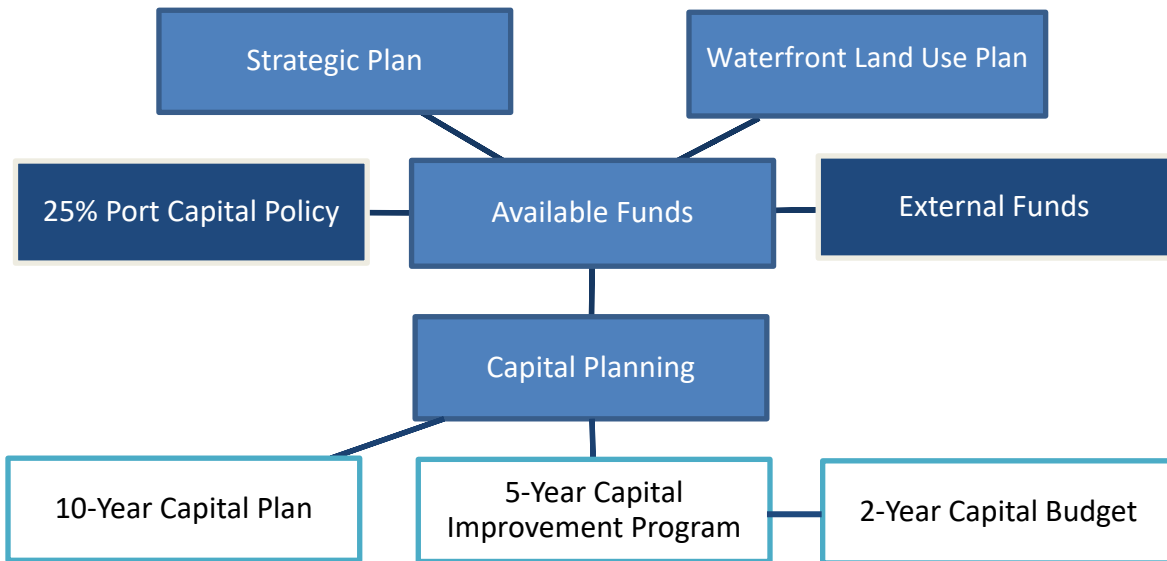 Strategic Plan
Waterfront Land Use Plan
25% Port Capital Policy
Available Funds
External Funds
Capital Planning
10-Year Capital Plan
5-Year Capital
Improvement Program
2-Year Capital Budget